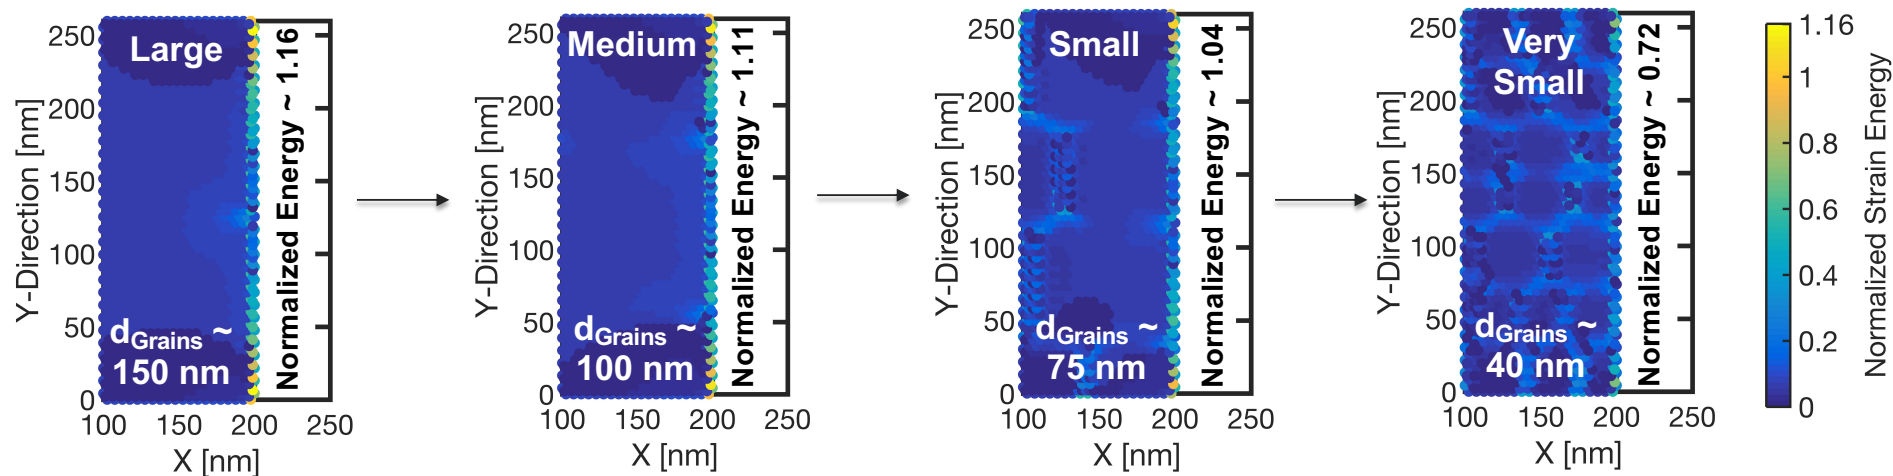 Large
d_Grains ~
150 nm
Normalized Energy ~ 1.16
Y-Direction [nm]
250
200
150
100
50
0
100 150 200 250
X [nm]
Medium
d_Grains ~
100 nm
Normalized Energy ~ 1.11
Y-Direction [nm]
250
200
150
100
50
0
100 150 200 250
X [nm]
Small
d_Grains ~
75 nm
Normalized Energy ~ 1.04
Y-Direction [nm]
250
200
150
100
50
0
100 150 200 250
X [nm]
Very
Small
d_Grains ~
40 nm
Normalized Energy ~ 0.72
Y-Direction [nm]
250
200
150
100
50
0
100 150 200 250
X [nm]
1.16
1
0.8
0.6
0.4
0.2
0
Normalized Strain Energy